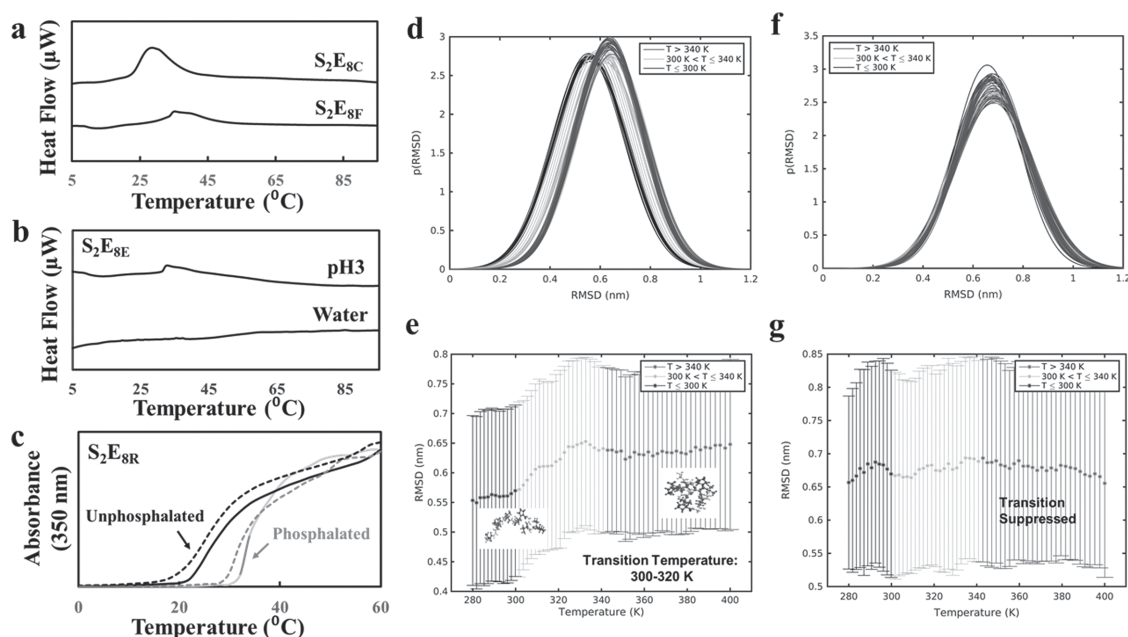 a
Heat Flow (µW)
S2E8C
S2E8F
5 25 45 65 85
Temperature (⁰C)
b
Heat Flow (µW)
S2E8E
pH3
Water
5 25 45 65 85
Temperature (⁰C)
c
S2E8R
Absorbance
(350 nm)
Unphosphalated
Phosphalated
0 20 40 60
Temperature (⁰C)
d
p(RMSD)
3
2.5
2
1.5
1
0.5
0
T > 340 K
300 K < T ≤ 340 K
T ≤ 300 K
0 0.2 0.4 0.6 0.8 1 1.2
RMSD (nm)
e
RMSD (nm)
0.8
0.75
0.7
0.65
0.6
0.55
0.5
0.45
0.4
T > 340 K
300 K < T ≤ 340 K
T ≤ 300 K
Transition Temperature:
300-320 K
280 300 320 340 360 380 400
Temperature (K)
f
p(RMSD)
3.5
3
2.5
2
1.5
1
0.5
0
T > 340 K
300 K < T ≤ 340 K
T ≤ 300 K
0 0.2 0.4 0.6 0.8 1 1.2
RMSD (nm)
g
RMSD (nm)
0.85
0.8
0.75
0.7
0.65
0.6
0.55
0.5
T > 340 K
300 K < T ≤ 340 K
T ≤ 300 K
Transition
Suppressed
280 300 320 340 360 380 400
Temperature (K)